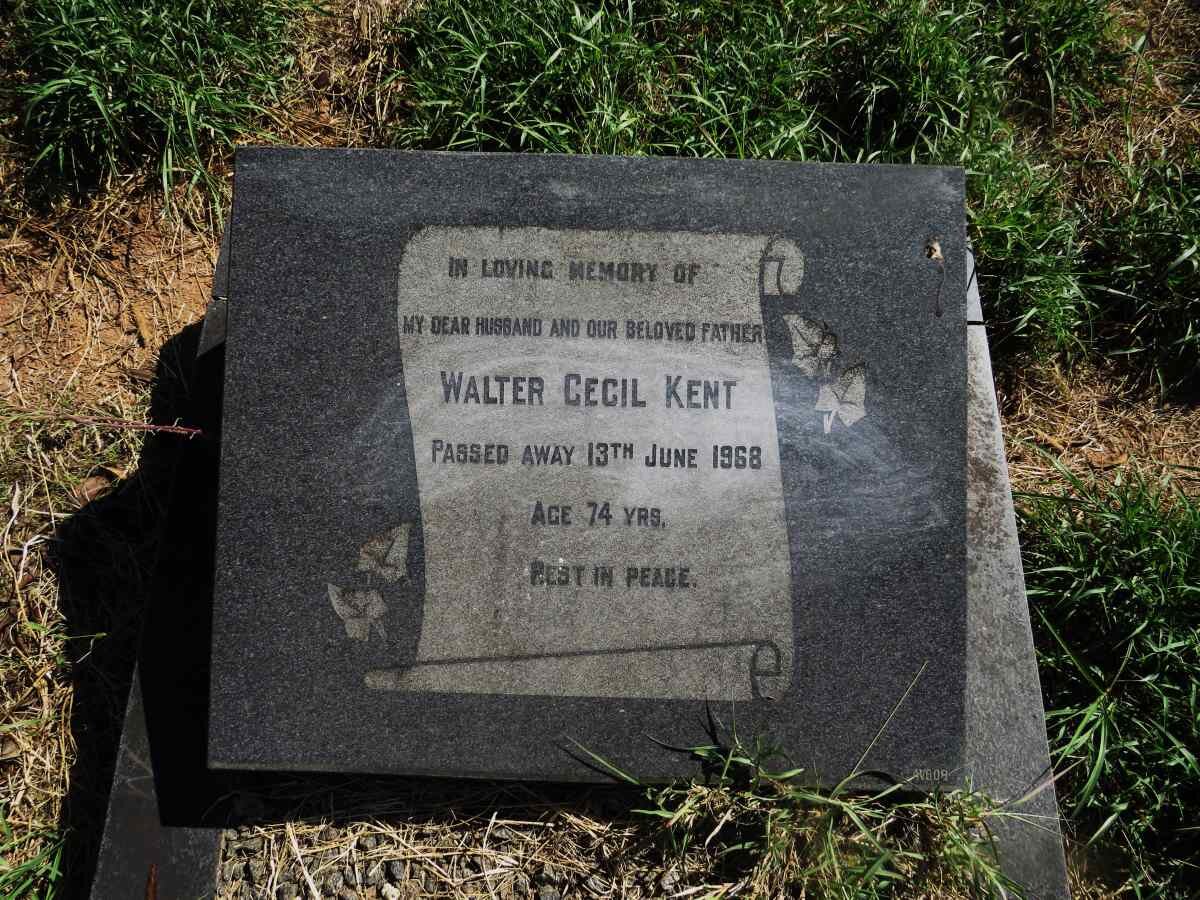 IN LOVING MEMORY OF
MY DEAR HUSBAND AND OUR BELOVED FATHER
WALTER CECIL KENT
PASSED AWAY 13TH JUNE 1968
AGE 74 YRS.
REST IN PEACE.